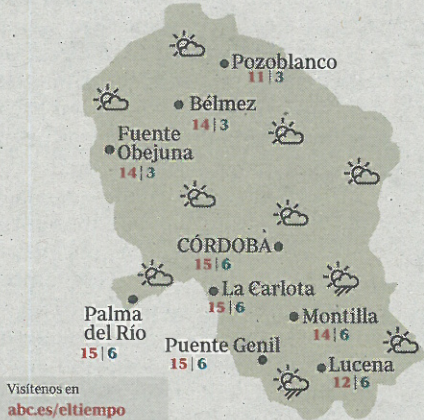 Pozoblanco
11|3
Bélmez
14|3
Fuente
Obejuna
14|3
CÓRDOBA
15|6
La Carlota
15|6
Palma
del Río
15|6
Montilla
14|6
Puente Genil
15|6
Lucena
12|6
Visítenos en
abc.es/eltiempo